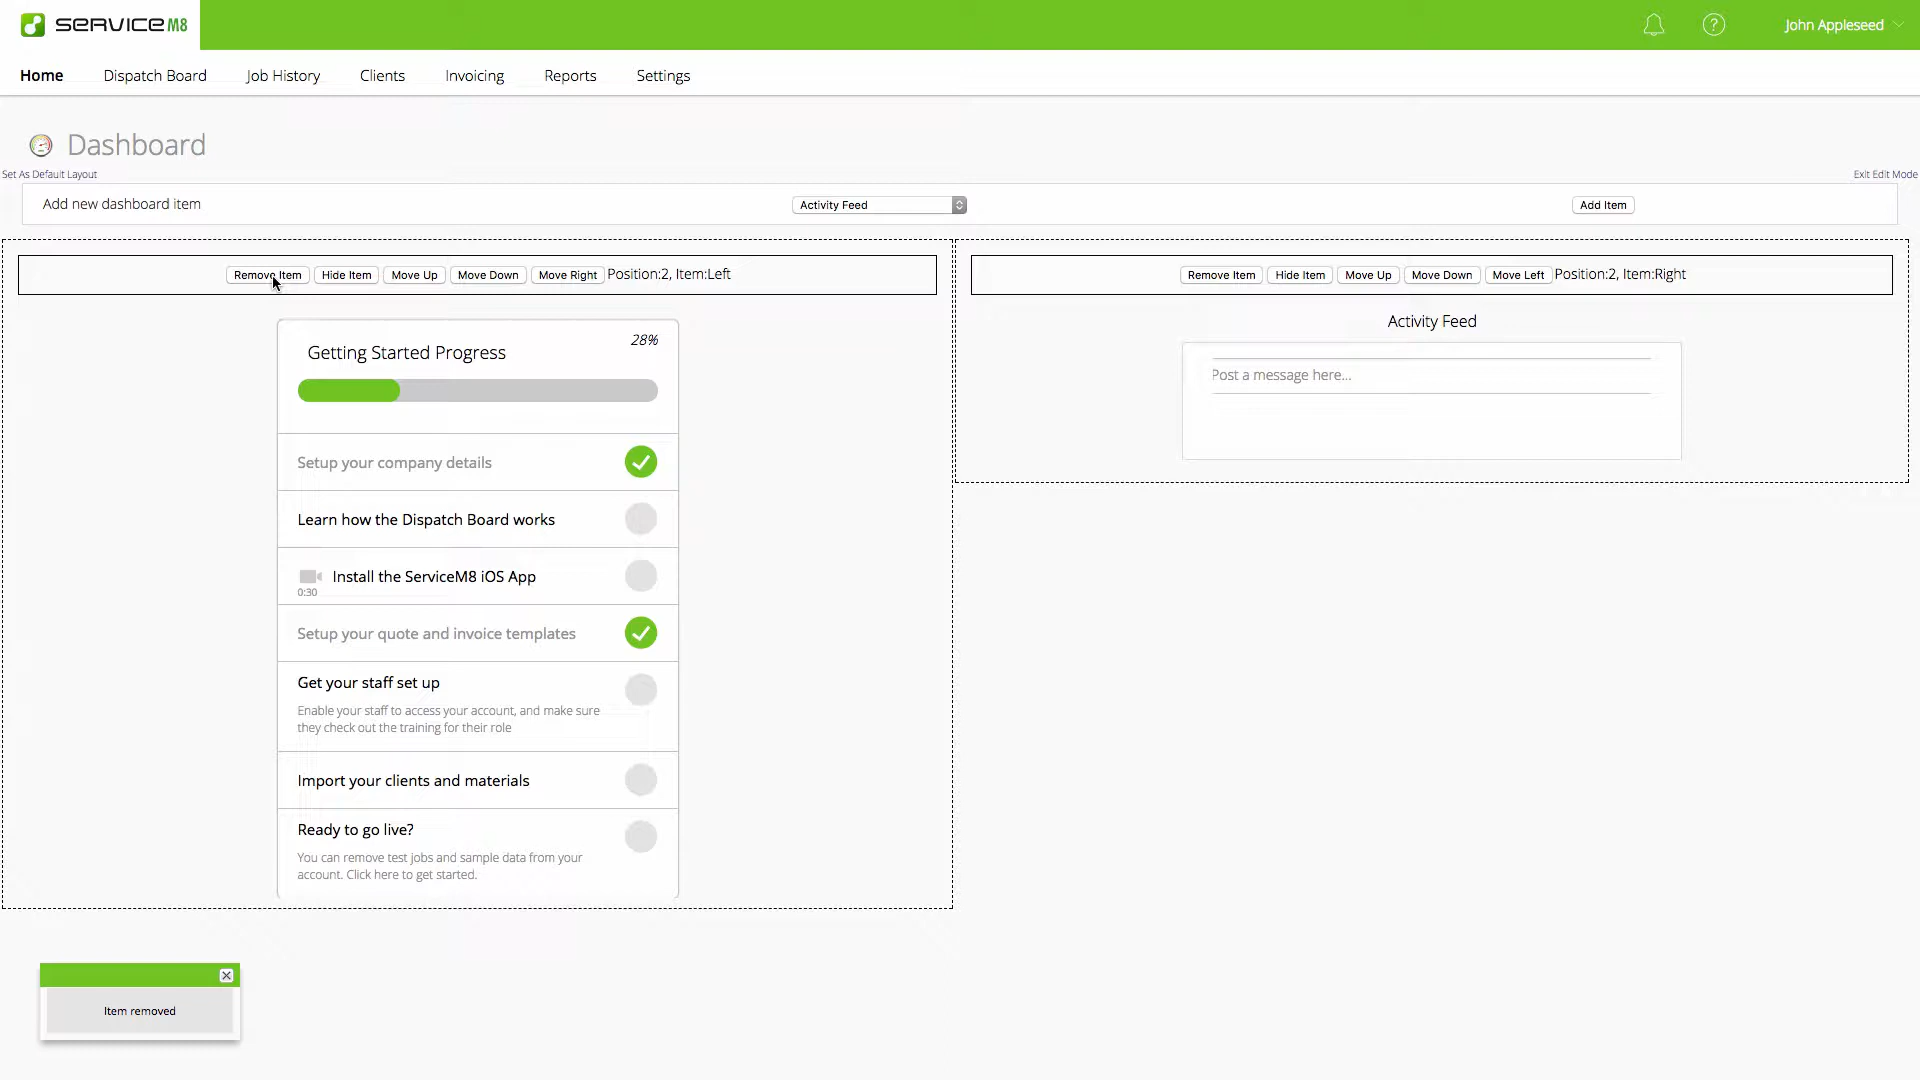 SERVICE M8
John Appleseed
Home Dispatch Board Job History Clients Invoicing Reports Settings
Dashboard
Set As Default Layout Exit Edit Mode
Add new dashboard item Activity Feed Add Item
Remove Item Hide Item Move Up Move Down Move Right Position:2, Item:Left
Remove Item Hide Item Move Up Move Down Move Left Position:2, Item:Right
28%
Getting Started Progress
Setup your company details
Learn how the Dispatch Board works
Install the ServiceM8 iOS App
0:30
Setup your quote and invoice templates
Get your staff set up
Enable your staff to access your account, and make sure
they check out the training for their role
Import your clients and materials
Ready to go live?
You can remove test jobs and sample data from your
account. Click here to get started.
Activity Feed
Post a message here...
Item removed